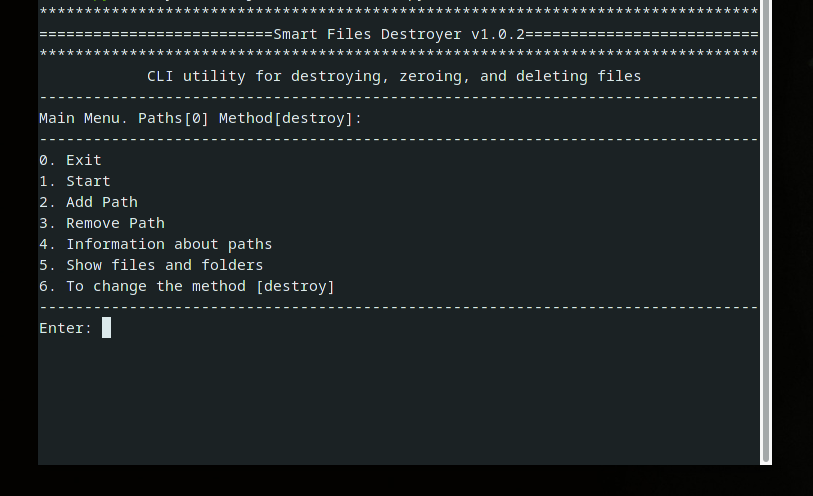 ********************************************************************************
==========================Smart Files Destroyer v1.0.2==========================
********************************************************************************
CLI utility for destroying, zeroing, and deleting files
--------------------------------------------------------------------------------
Main Menu. Paths[0] Method[destroy]:
--------------------------------------------------------------------------------
0. Exit
1. Start
2. Add Path
3. Remove Path
4. Information about paths
5. Show files and folders
6. To change the method [destroy]
--------------------------------------------------------------------------------
Enter: